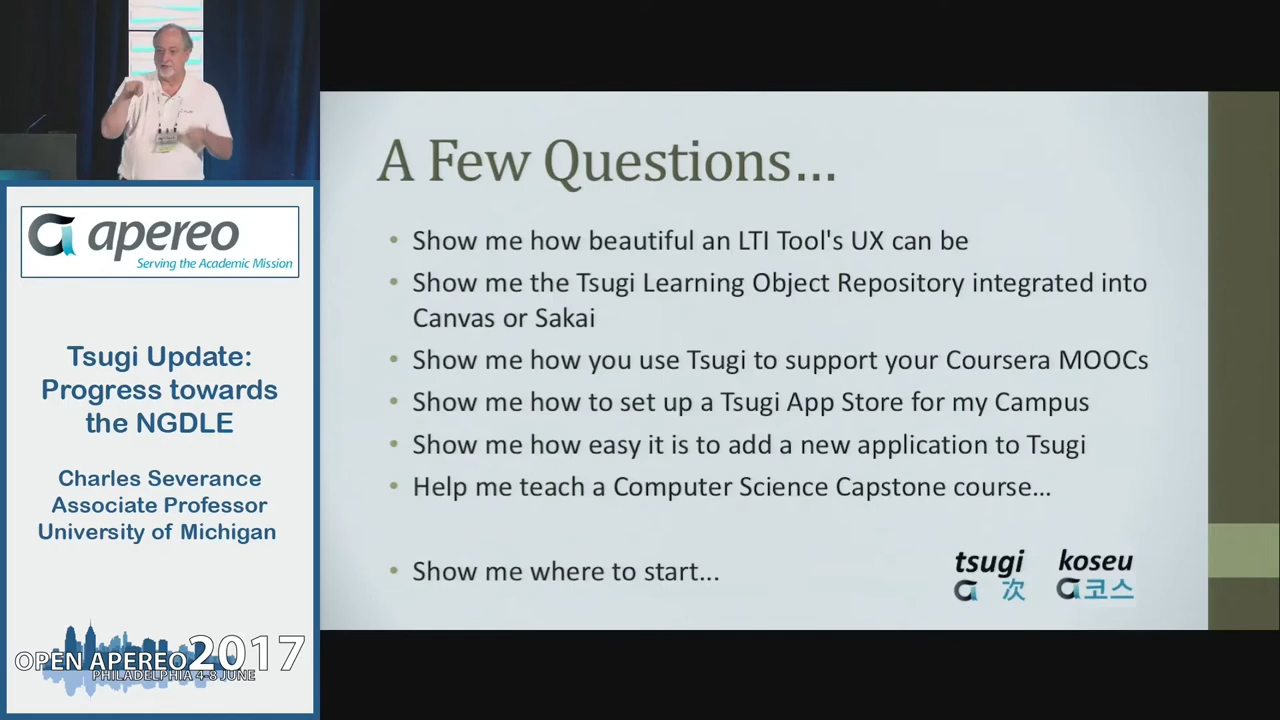 apereo
Serving the Academic Mission
Tsugi Update:
Progress towards
the NGDLE
Charles Severance
Associate Professor
University of Michigan
OPEN APEREO 2017
PHILADELPHIA 4-8 JUNE
A Few Questions…
• Show me how beautiful an LTI Tool's UX can be
• Show me the Tsugi Learning Object Repository integrated into
Canvas or Sakai
• Show me how you use Tsugi to support your Coursera MOOCs
• Show me how to set up a Tsugi App Store for my Campus
• Show me how easy it is to add a new application to Tsugi
• Help me teach a Computer Science Capstone course…
• Show me where to start...
tsugi
次
koseu
코스